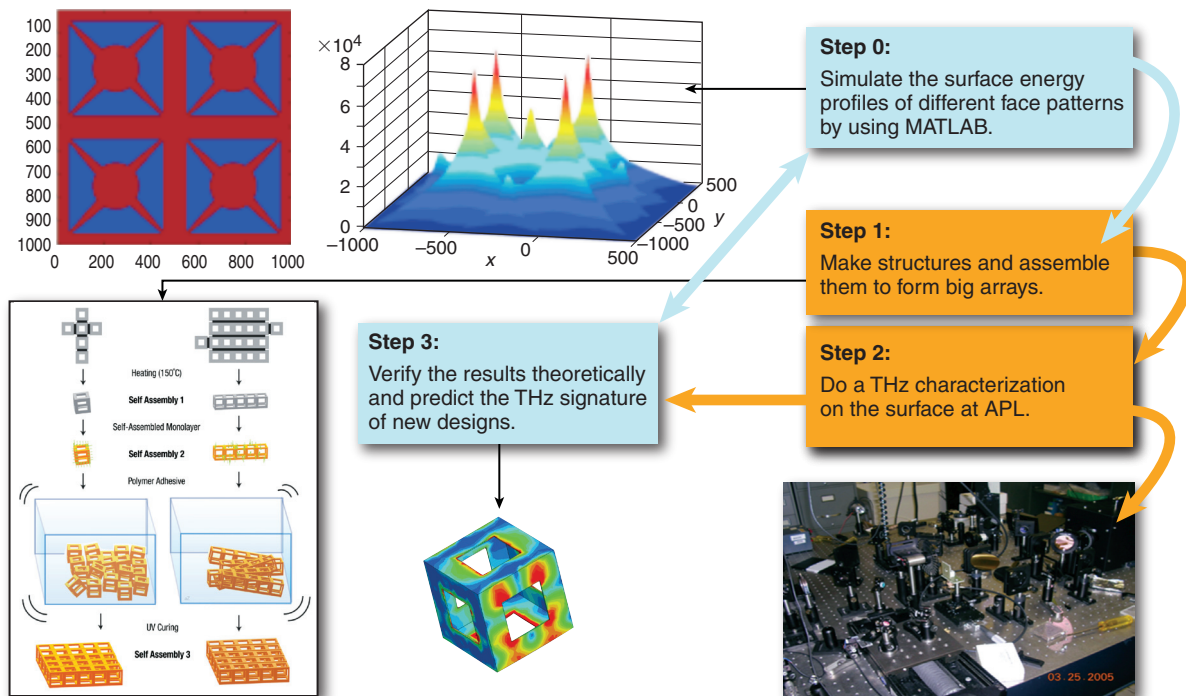 100
200
300
400
500
600
700
800
900
1000
0 200 400 600 800 1000
×10⁴
8
6
4
2
0
−1000
−500
0
500
x
−1000
−500
0
500
y
Step 0:
Simulate the surface energy
profiles of different face patterns
by using MATLAB.
Step 1:
Make structures and assemble
them to form big arrays.
Step 2:
Do a THz characterization
on the surface at APL.
Step 3:
Verify the results theoretically
and predict the THz signature
of new designs.
Heating (150°C)
Self Assembly 1
Self-Assembled Monolayer
Self Assembly 2
Polymer Adhesive
UV Curing
Self Assembly 3
03.25.2005